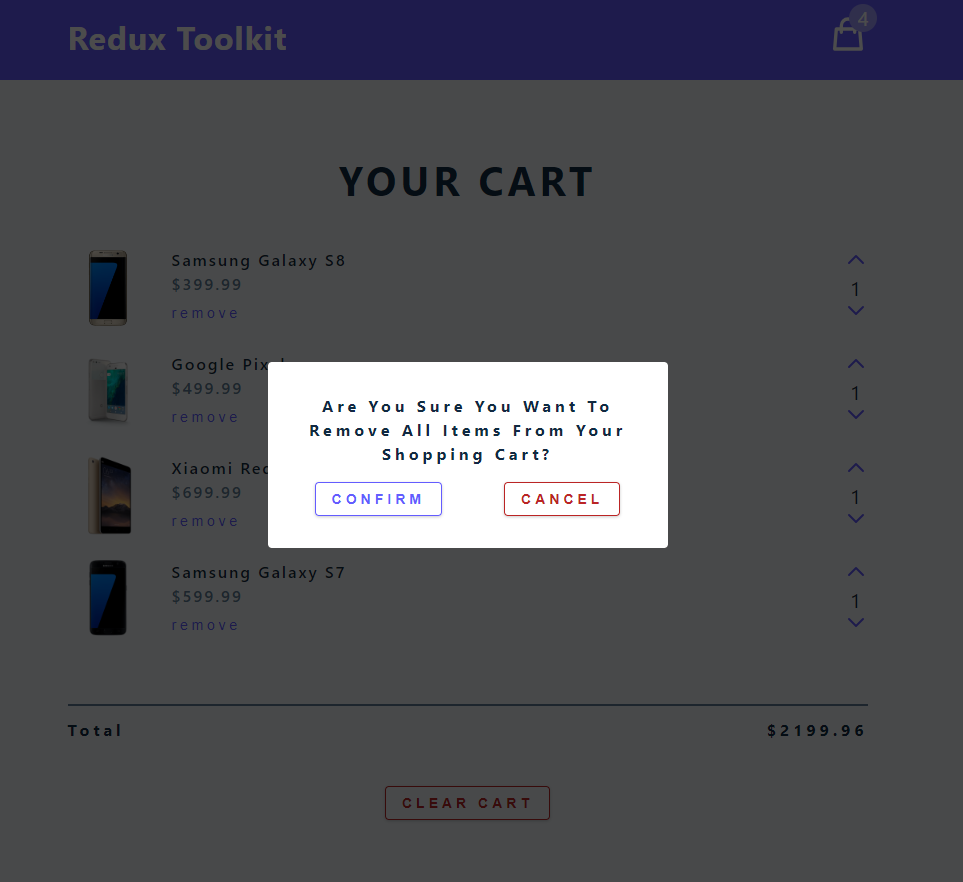 Redux Toolkit
4
YOUR CART
Samsung Galaxy S8
$399.99
remove
1
Google Pix
$499.99
remove
1
Xiaomi Red
$699.99
remove
1
Are You Sure You Want To
Remove All Items From Your
Shopping Cart?
CONFIRM
CANCEL
Samsung Galaxy S7
$599.99
remove
1
Total
$2199.96
CLEAR CART